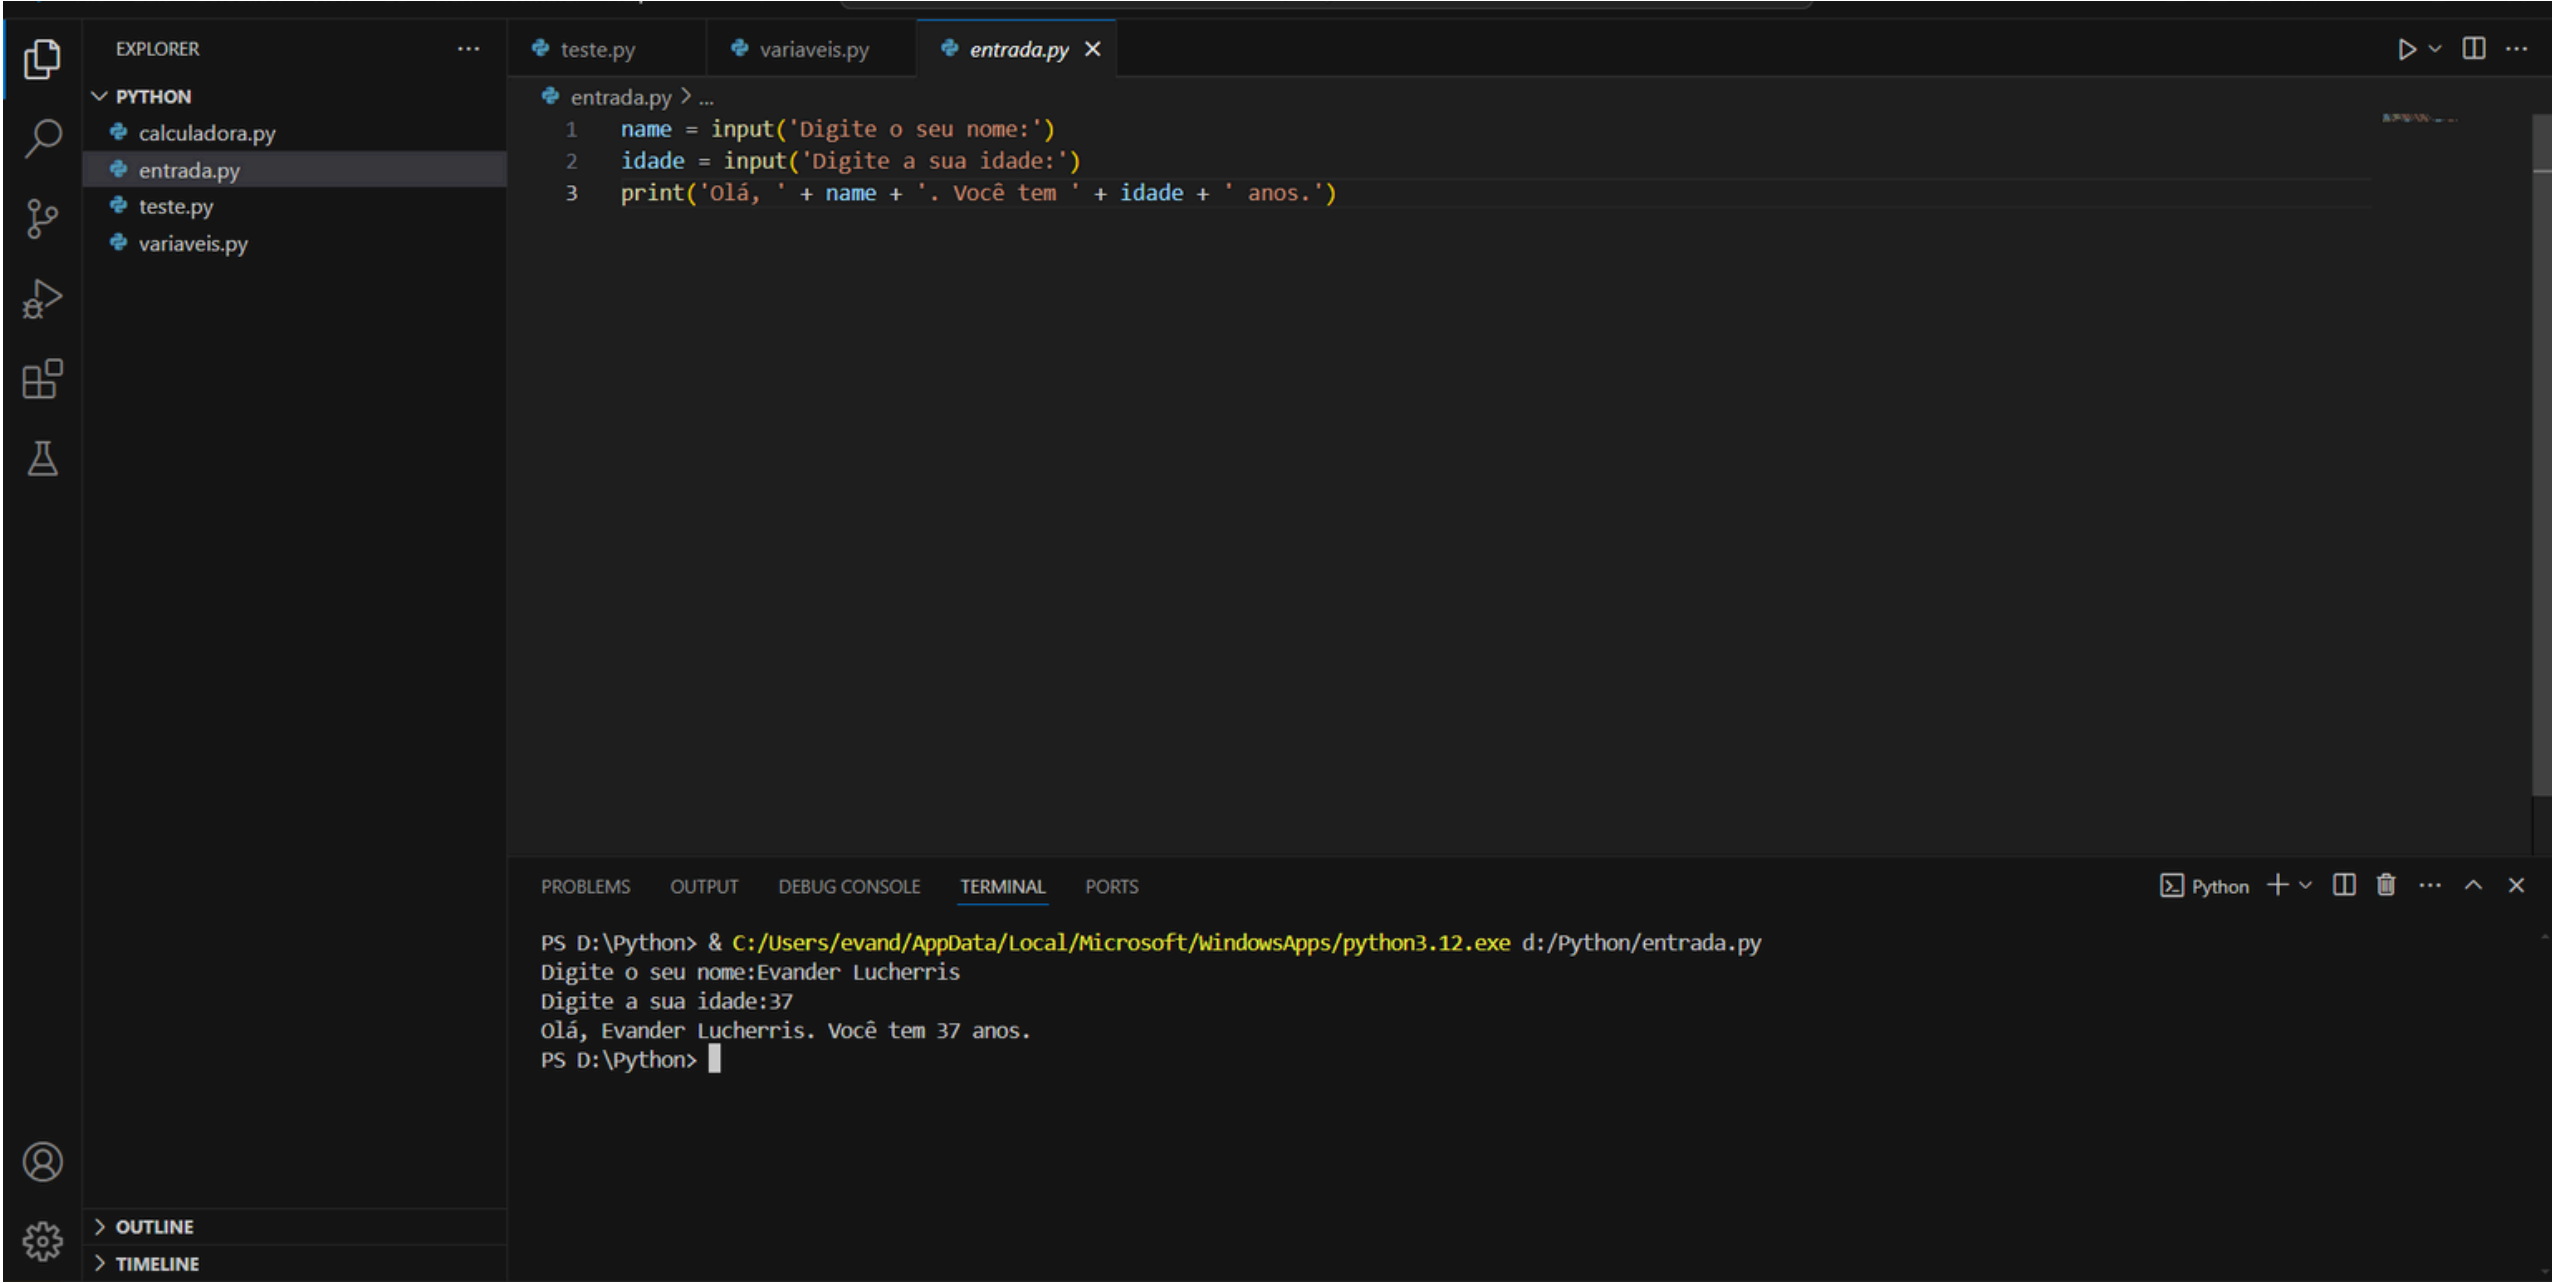 EXPLORER ...
PYTHON
calculadora.py
entrada.py
teste.py
variaveis.py
OUTLINE
TIMELINE
teste.py variaveis.py entrada.py
entrada.py > ...
1 name = input('Digite o seu nome:')
2 idade = input('Digite a sua idade:')
3 print('Olá, ' + name + '. Você tem ' + idade + ' anos.')
PROBLEMS OUTPUT DEBUG CONSOLE TERMINAL PORTS Python
PS D:\Python> & C:/Users/evand/AppData/Local/Microsoft/WindowsApps/python3.12.exe d:/Python/entrada.py
Digite o seu nome:Evander Lucherris
Digite a sua idade:37
Olá, Evander Lucherris. Você tem 37 anos.
PS D:\Python>